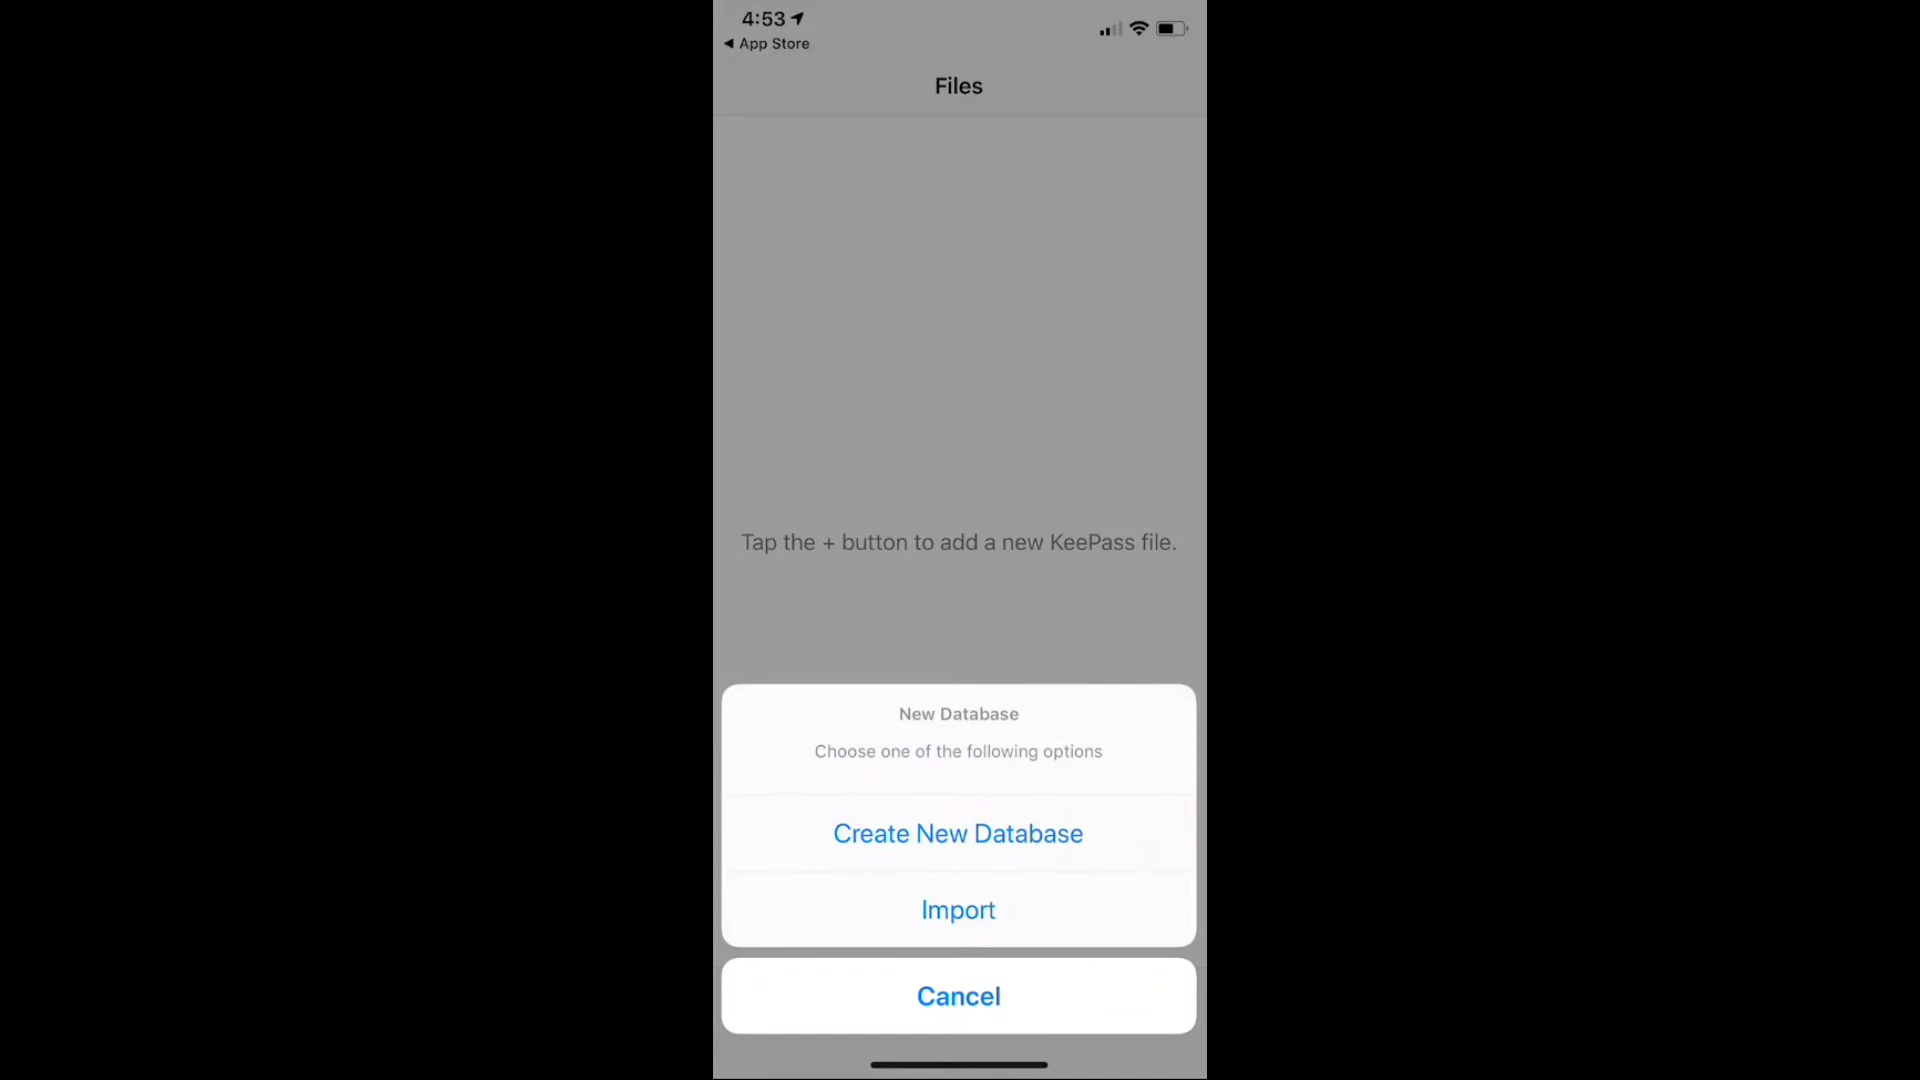 4:53
App Store
Files
Tap the + button to add a new KeePass file.
New Database
Choose one of the following options
Create New Database
Import
Cancel